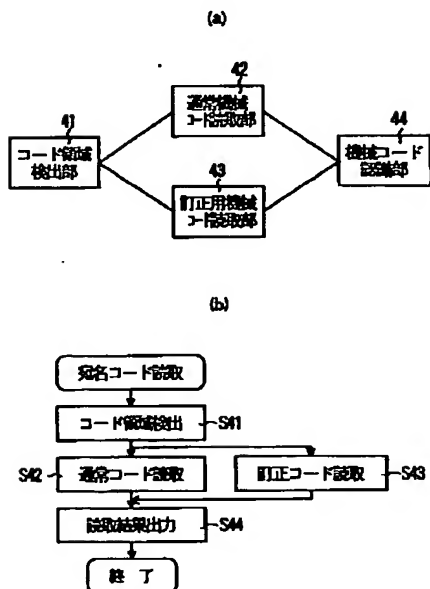 (a)
42
通常機械
コード読取部
41
コード領域
検出部
44
機械コード
認識部
43
訂正用機械
コード読取部
(b)
宛名コード読取
コード領域検出
S41
S42
通常コード読取
訂正コード読取
S43
読取結果出力
S44
終了